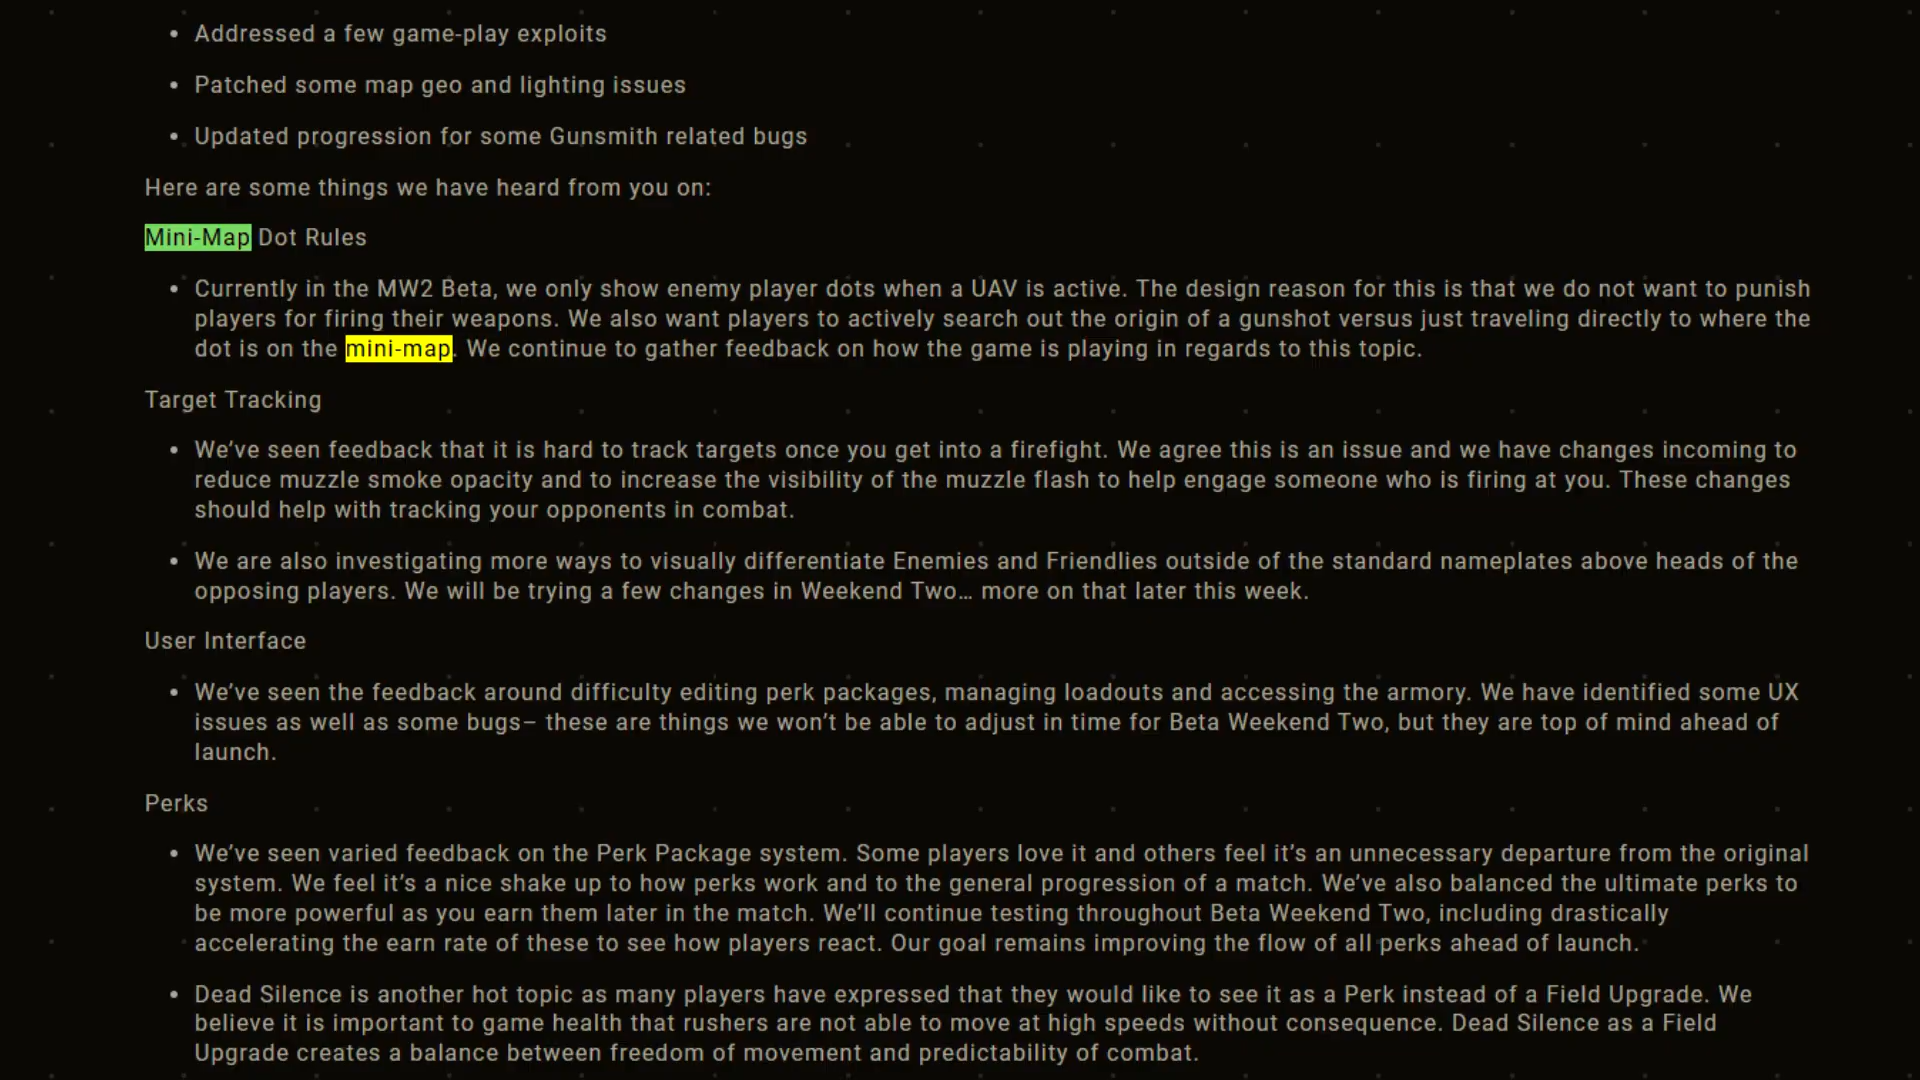 • Addressed a few game-play exploits
• Patched some map geo and lighting issues
• Updated progression for some Gunsmith related bugs
Here are some things we have heard from you on:
Mini-Map Dot Rules
• Currently in the MW2 Beta, we only show enemy player dots when a UAV is active. The design reason for this is that we do not want to punish
players for firing their weapons. We also want players to actively search out the origin of a gunshot versus just traveling directly to where the
dot is on the mini-map. We continue to gather feedback on how the game is playing in regards to this topic.
Target Tracking
• We’ve seen feedback that it is hard to track targets once you get into a firefight. We agree this is an issue and we have changes incoming to
reduce muzzle smoke opacity and to increase the visibility of the muzzle flash to help engage someone who is firing at you. These changes
should help with tracking your opponents in combat.
• We are also investigating more ways to visually differentiate Enemies and Friendlies outside of the standard nameplates above heads of the
opposing players. We will be trying a few changes in Weekend Two… more on that later this week.
User Interface
• We’ve seen the feedback around difficulty editing perk packages, managing loadouts and accessing the armory. We have identified some UX
issues as well as some bugs– these are things we won’t be able to adjust in time for Beta Weekend Two, but they are top of mind ahead of
launch.
Perks
• We’ve seen varied feedback on the Perk Package system. Some players love it and others feel it’s an unnecessary departure from the original
system. We feel it’s a nice shake up to how perks work and to the general progression of a match. We’ve also balanced the ultimate perks to
be more powerful as you earn them later in the match. We’ll continue testing throughout Beta Weekend Two, including drastically
accelerating the earn rate of these to see how players react. Our goal remains improving the flow of all perks ahead of launch.
• Dead Silence is another hot topic as many players have expressed that they would like to see it as a Perk instead of a Field Upgrade. We
believe it is important to game health that rushers are not able to move at high speeds without consequence. Dead Silence as a Field
Upgrade creates a balance between freedom of movement and predictability of combat.